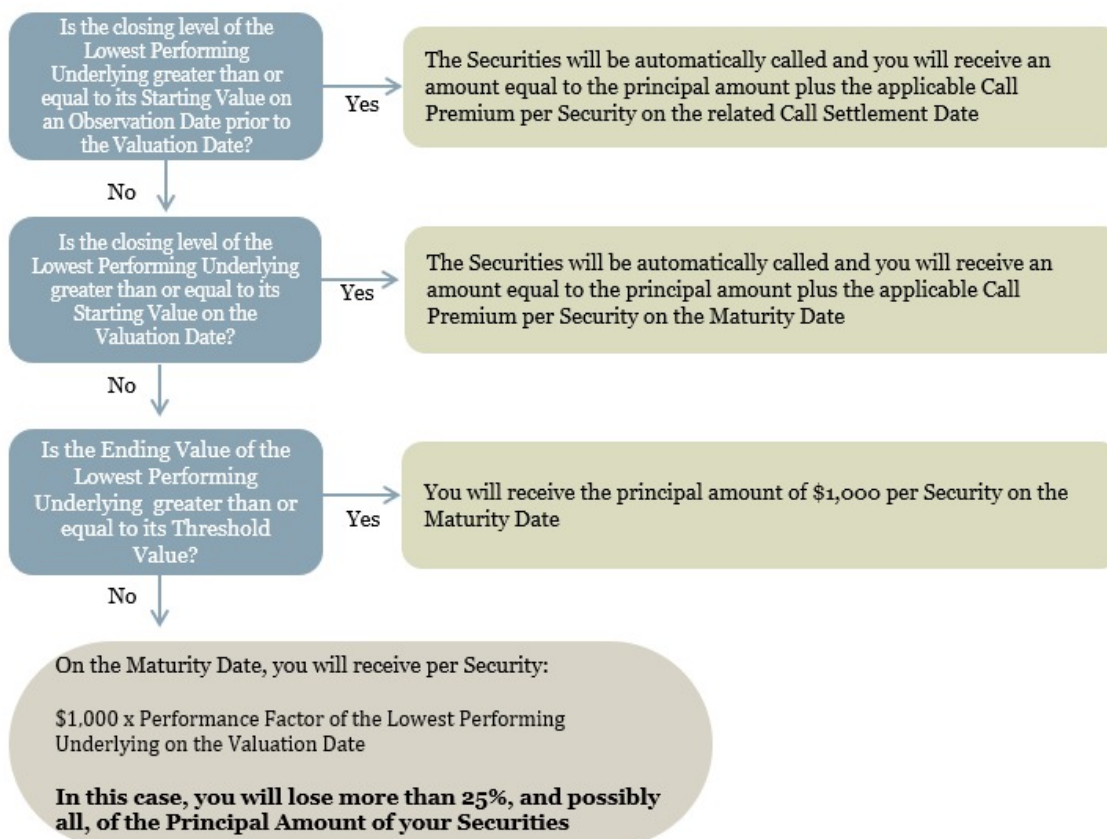 Is the closing level of the
Lowest Performing
Underlying greater than or
equal to its Starting Value on
an Observation Date prior to
the Valuation Date?
Yes
The Securities will be automatically called and you will receive an
amount equal to the principal amount plus the applicable Call
Premium per Security on the related Call Settlement Date
No
Is the closing level of the
Lowest Performing Underlying
greater than or equal to its
Starting Value on the
Valuation Date?
Yes
The Securities will be automatically called and you will receive an
amount equal to the principal amount plus the applicable Call
Premium per Security on the Maturity Date
No
Is the Ending Value of the
Lowest Performing
Underlying greater than or
equal to its Threshold
Value?
Yes
You will receive the principal amount of $1,000 per Security on the
Maturity Date
No
On the Maturity Date, you will receive per Security:
$1,000 x Performance Factor of the Lowest Performing
Underlying on the Valuation Date
In this case, you will lose more than 25%, and possibly
all, of the Principal Amount of your Securities